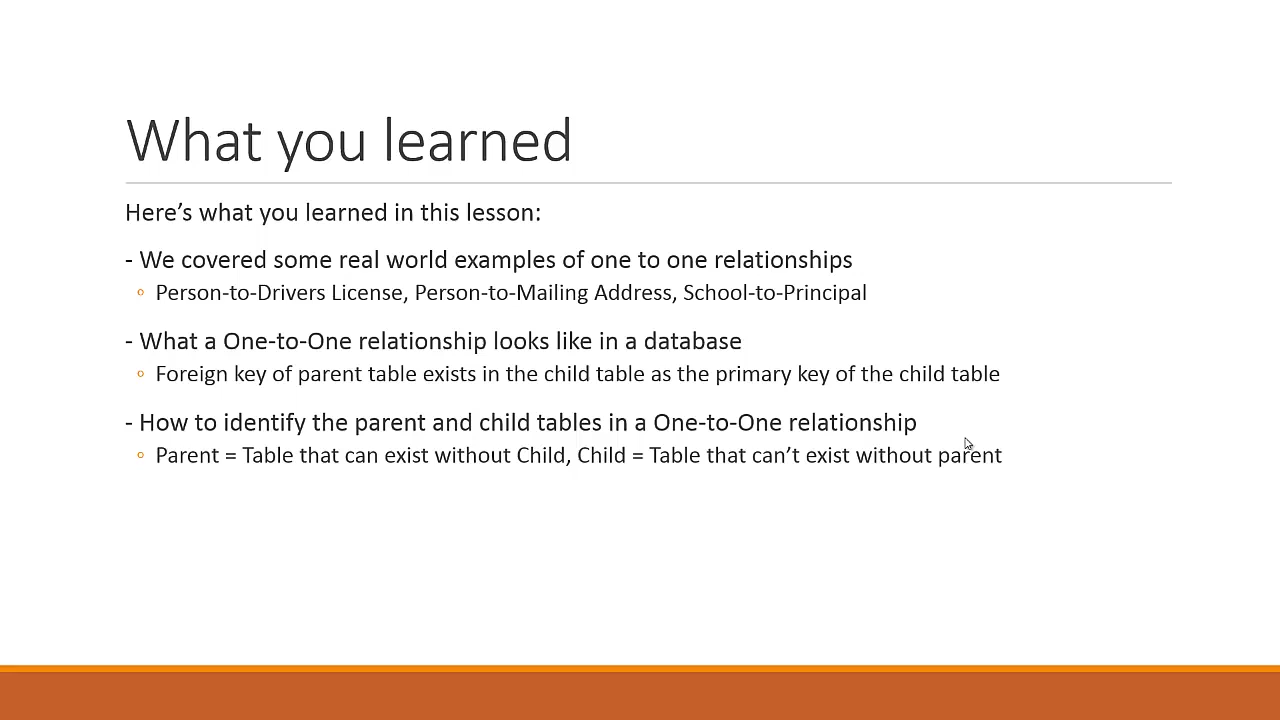 What you learned
Here’s what you learned in this lesson:
- We covered some real world examples of one to one relationships
◦ Person-to-Drivers License, Person-to-Mailing Address, School-to-Principal
- What a One-to-One relationship looks like in a database
◦ Foreign key of parent table exists in the child table as the primary key of the child table
- How to identify the parent and child tables in a One-to-One relationship
◦ Parent = Table that can exist without Child, Child = Table that can’t exist without parent